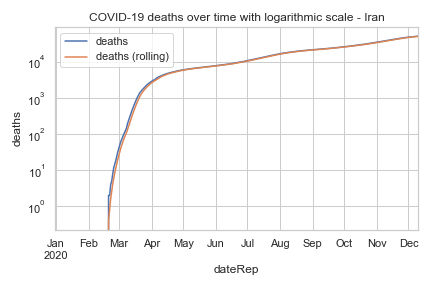 COVID-19 deaths over time with logarithmic scale - Iran
deaths
deaths (rolling)
10⁴
10³
10²
10¹
10⁰
deaths
Jan Feb Mar Apr May Jun Jul Aug Sep Oct Nov Dec
2020
dateRep